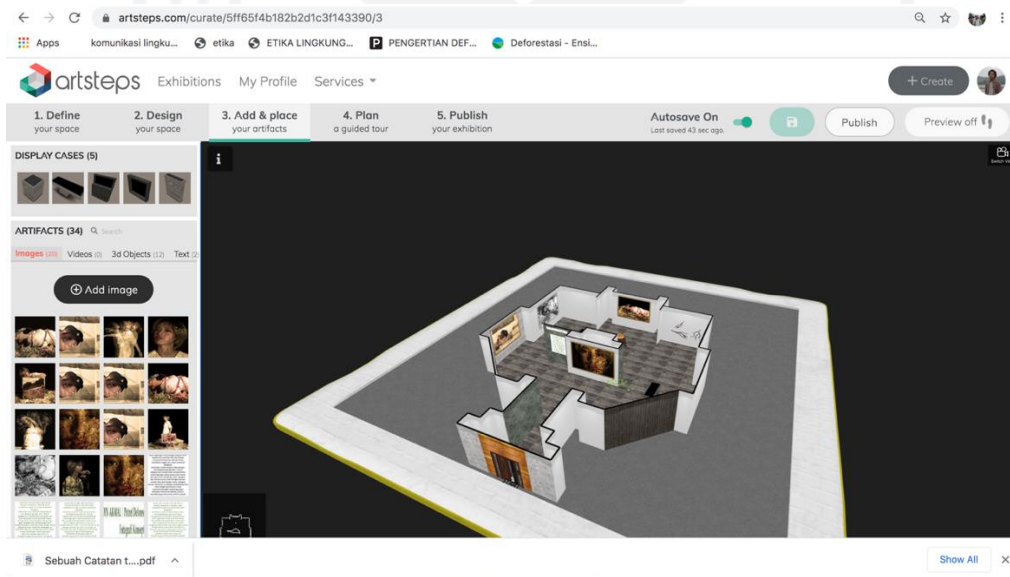 artsteps.com/curate/5ff65f4b182b2d1c3f143390/3
Apps komunikasi lingku... etika ETIKA LINGKUNG... PENGERTIAN DEF... Deforestasi - Ensi...
artsteps Exhibitions My Profile Services + Create
1. Define 2. Design 3. Add & place 4. Plan 5. Publish Autosave On
your space your space your artifacts a guided tour your exhibition Last saved 43 sec ago. Publish Preview off
DISPLAY CASES (5)
i
ARTIFACTS (34) Search
Images (20) Videos (0) 3d Objects (12) Text (2
Add image
Sebuah Catatan t....pdf Show All